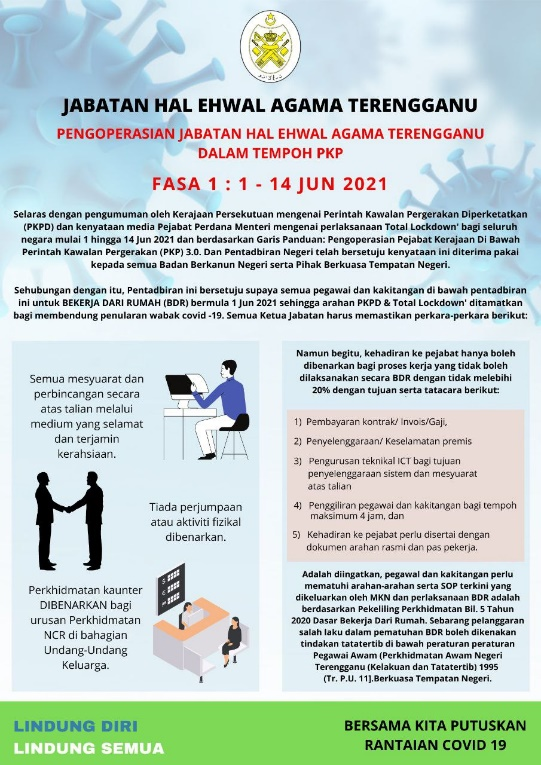 JABATAN HAL EHWAL AGAMA TERENGGANU
PENGOPERASIAN JABATAN HAL EHWAL AGAMA TERENGGANU
DALAM TEMPOH PKP
FASA 1 : 1 - 14 JUN 2021
Selaras dengan pengumuman oleh Kerajaan Persekutuan mengenai Perintah Kawalan Pergerakan Diperketatkan
(PKPD) dan kenyataan media Pejabat Perdana Menteri mengenai perlaksanaan Total Lockdown' bagi seluruh
negara mulai 1 hingga 14 Jun 2021 dan berdasarkan Garis Panduan: Pengoperasian Pejabat Kerajaan Di Bawah
Perintah Kawalan Pergerakan (PKP) 3.0. Dan Pentadbiran Negeri telah bersetuju kenyataan ini diterima pakai
kepada semua Badan Berkanun Negeri serta Pihak Berkuasa Tempatan Negeri.
Sehubungan dengan itu, Pentadbiran ini bersetuju supaya semua pegawai dan kakitangan di bawah pentadbiran
ini untuk BEKERJA DARI RUMAH (BDR) bermula 1 Jun 2021 sehingga arahan PKPD & Total Lockdown' ditamatkan
bagi membendung penularan wabak covid -19. Semua Ketua Jabatan harus memastikan perkara-perkara berikut:
Semua mesyuarat dan
perbincangan secara
atas talian melalui
medium yang selamat
dan terjamin
kerahsiaan.
Tiada perjumpaan
atau aktiviti fizikal
dibenarkan.
Perkhidmatan kaunter
DIBENARKAN bagi
urusan Perkhidmatan
NCR di bahagian
Undang-Undang
Keluarga.
Namun begitu, kehadiran ke pejabat hanya boleh
dibenarkan bagi proses kerja yang tidak boleh
dilaksanakan secara BDR dengan tidak melebihi
20% dengan tujuan serta tatacara berikut:
1) Pembayaran kontrak/ Invois/Gaji,
2) Penyelenggaraan/ Keselamatan premis
3) Pengurusan teknikal ICT bagi tujuan
penyelenggaraan sistem dan mesyuarat
atas talian
4) Penggiliran pegawai dan kakitangan bagi tempoh
maksimum 4 jam, dan
5) Kehadiran ke pejabat perlu disertai dengan
dokumen arahan rasmi dan pas pekerja.
Adalah diingatkan, pegawai dan kakitangan perlu
mematuhi arahan-arahan serta SOP terkini yang
dikeluarkan oleh MKN dan perlaksanaan BDR adalah
berdasarkan Pekeliling Perkhidmatan Bil. 5 Tahun
2020 Dasar Bekerja Dari Rumah. Sebarang pelanggaran
salah laku dalam pematuhan BDR boleh dikenakan
tindakan tatatertib di bawah peraturan peraturan
Pegawai Awam (Perkhidmatan Awam Negeri
Terengganu (Kelakuan dan Tatatertib) 1995
(Tr. P.U. 11].Berkuasa Tempatan Negeri.
LINDUNG DIRI
LINDUNG SEMUA
BERSAMA KITA PUTUSKAN
RANTAIAN COVID 19